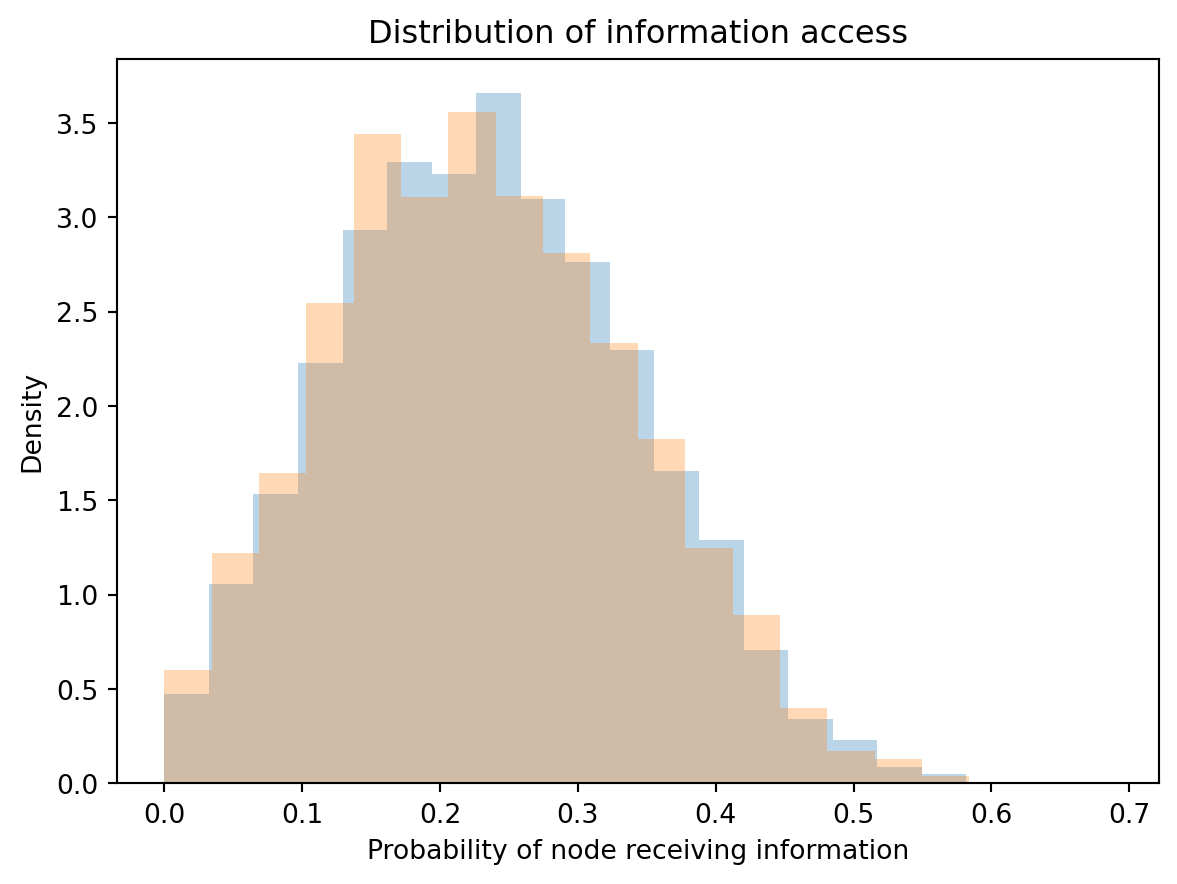 Distribution of information access
Density
3.5
3.0
2.5
2.0
1.5
1.0
0.5
0.0
0.0 0.1 0.2 0.3 0.4 0.5 0.6 0.7
Probability of node receiving information